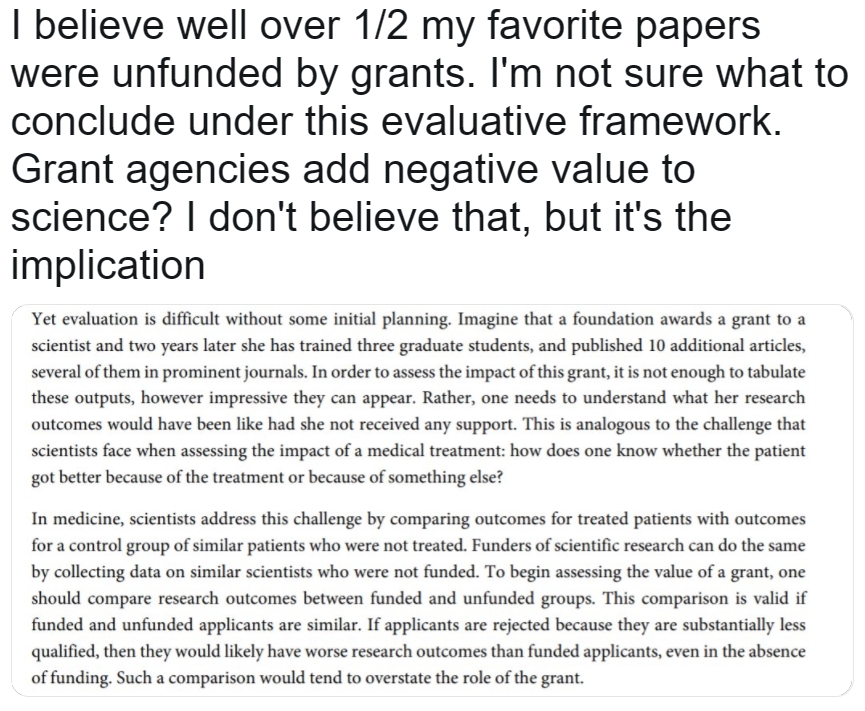 I believe well over 1/2 my favorite papers
were unfunded by grants. I'm not sure what to
conclude under this evaluative framework.
Grant agencies add negative value to
science? I don't believe that, but it's the
implication
Yet evaluation is difficult without some initial planning. Imagine that a foundation awards a grant to a
scientist and two years later she has trained three graduate students, and published 10 additional articles,
several of them in prominent journals. In order to assess the impact of this grant, it is not enough to tabulate
these outputs, however impressive they can appear. Rather, one needs to understand what her research
outcomes would have been like had she not received any support. This is analogous to the challenge that
scientists face when assessing the impact of a medical treatment: how does one know whether the patient
got better because of the treatment or because of something else?
In medicine, scientists address this challenge by comparing outcomes for treated patients with outcomes
for a control group of similar patients who were not treated. Funders of scientific research can do the same
by collecting data on similar scientists who were not funded. To begin assessing the value of a grant, one
should compare research outcomes between funded and unfunded groups. This comparison is valid if
funded and unfunded applicants are similar. If applicants are rejected because they are substantially less
qualified, then they would likely have worse research outcomes than funded applicants, even in the absence
of funding. Such a comparison would tend to overstate the role of the grant.